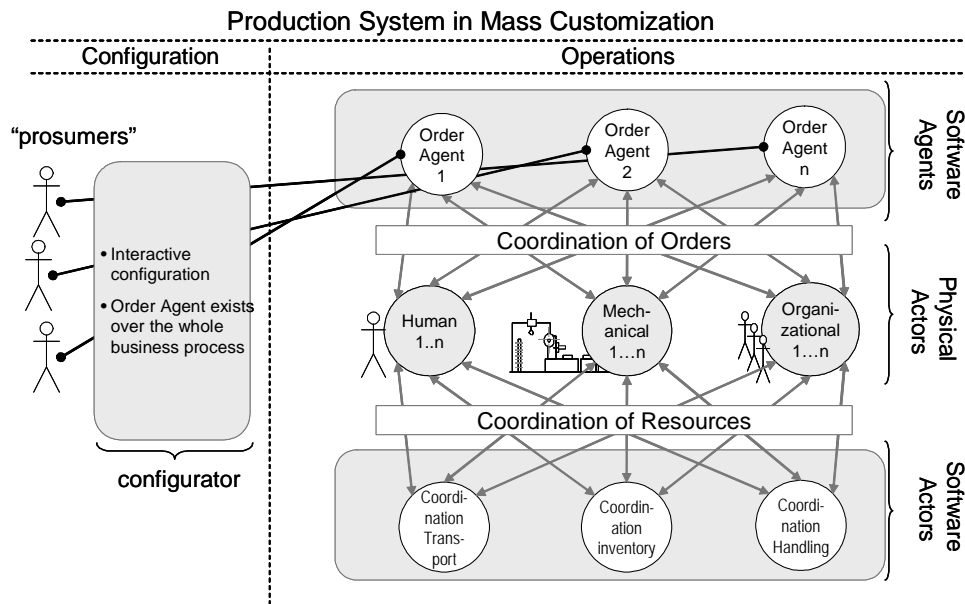 Production System in Mass Customization
Configuration
Operations
"prosumers"
• Interactive
configuration
• Order Agent exists
over the whole
business process
configurator
Order
Agent
1
Order
Agent
2
Order
Agent
n
Software
Agents
Coordination of Orders
Human
1..n
Mech-
anical
1...n
Organi-
zational
1...n
Physical
Actors
Coordination of Resources
Coordi-
nation
Trans-
port
Coordin-
ation
inventory
Coordi-
nation
Handling
Software
Actors